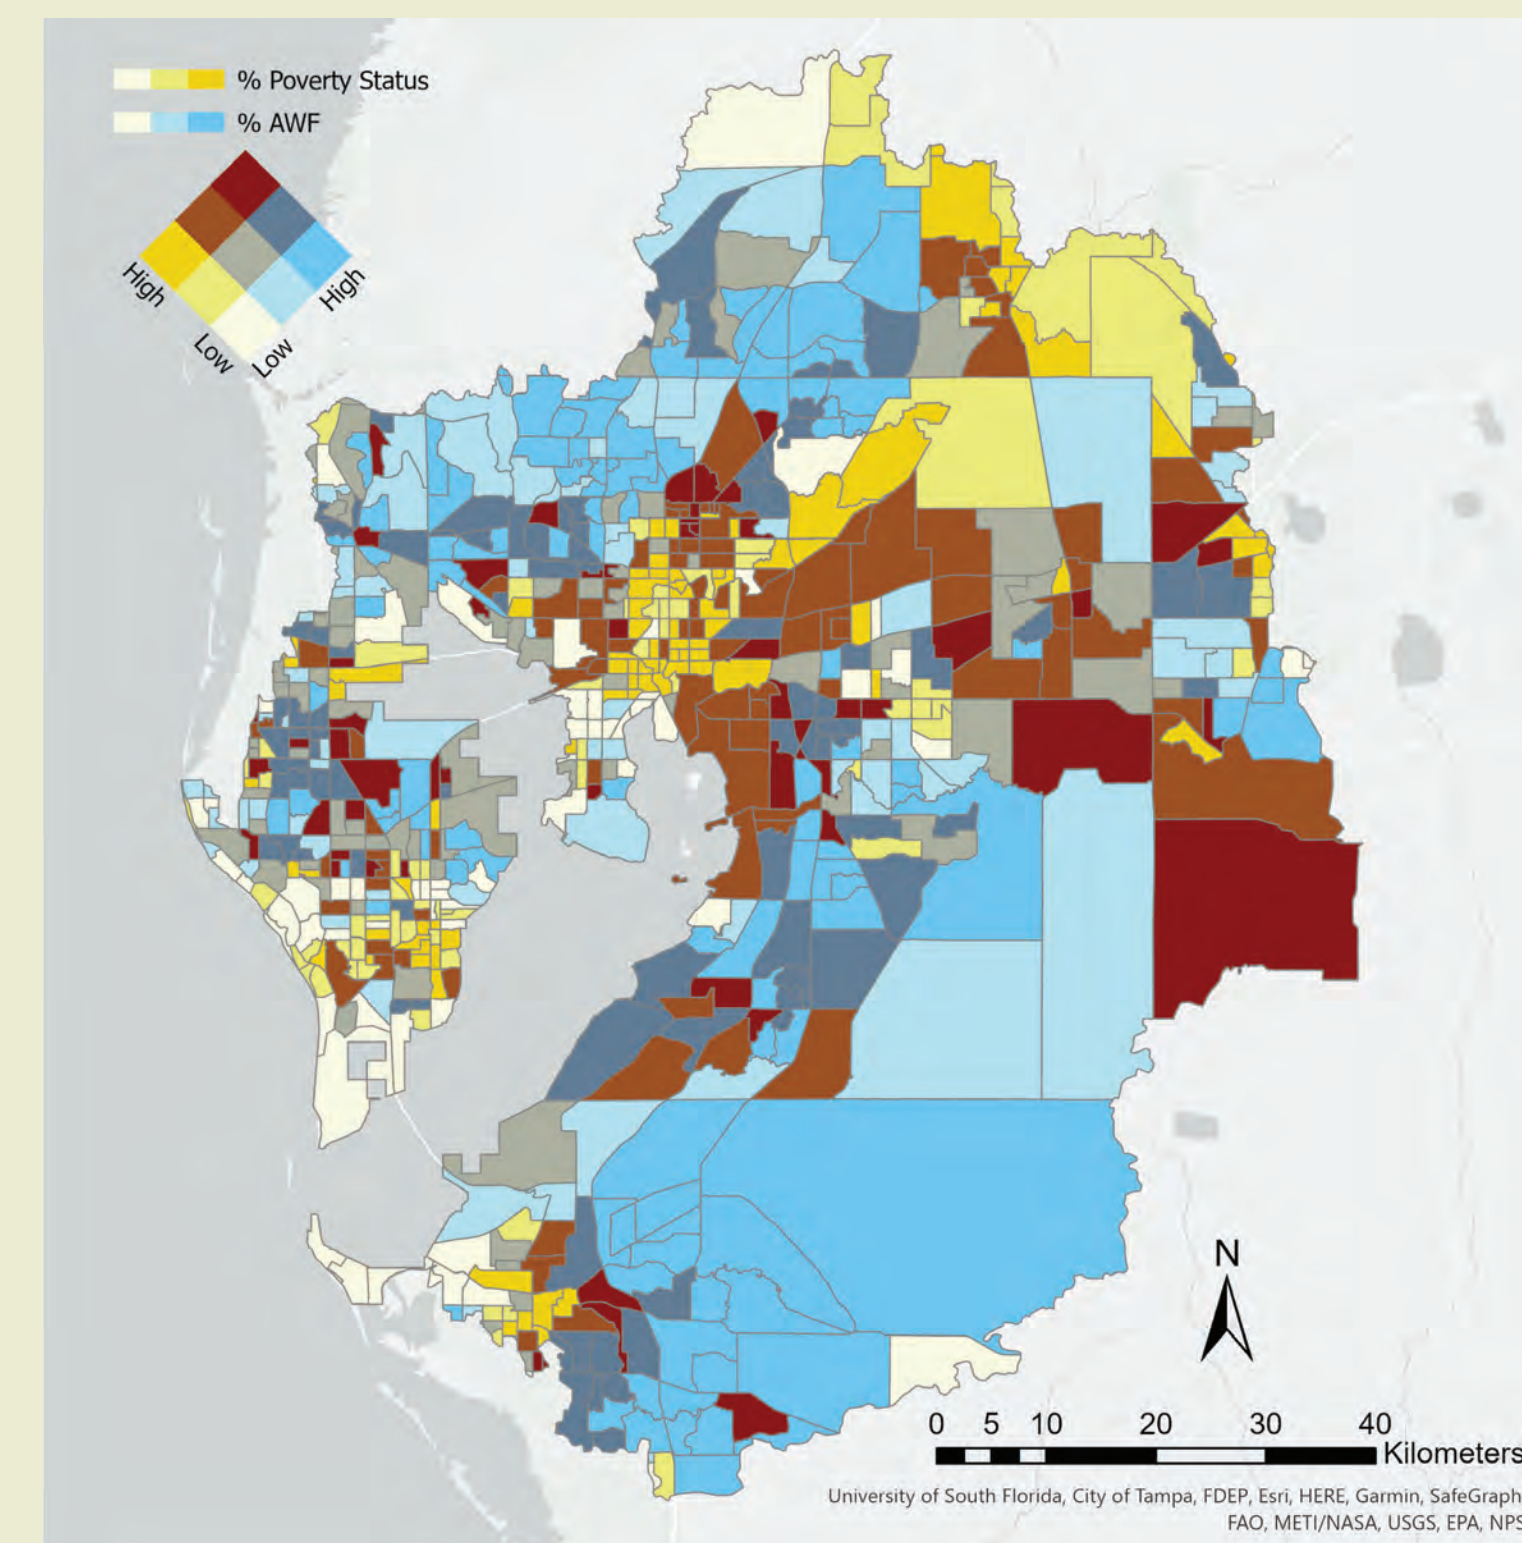 % Poverty Status
% AWF
High
High
Low
Low
N
0 5 10 20 30 40
Kilometers
University of South Florida, City of Tampa, FDEP, Esri, HERE, Garmin, SafeGraph
FAO, METI/NASA, USGS, EPA, NPS